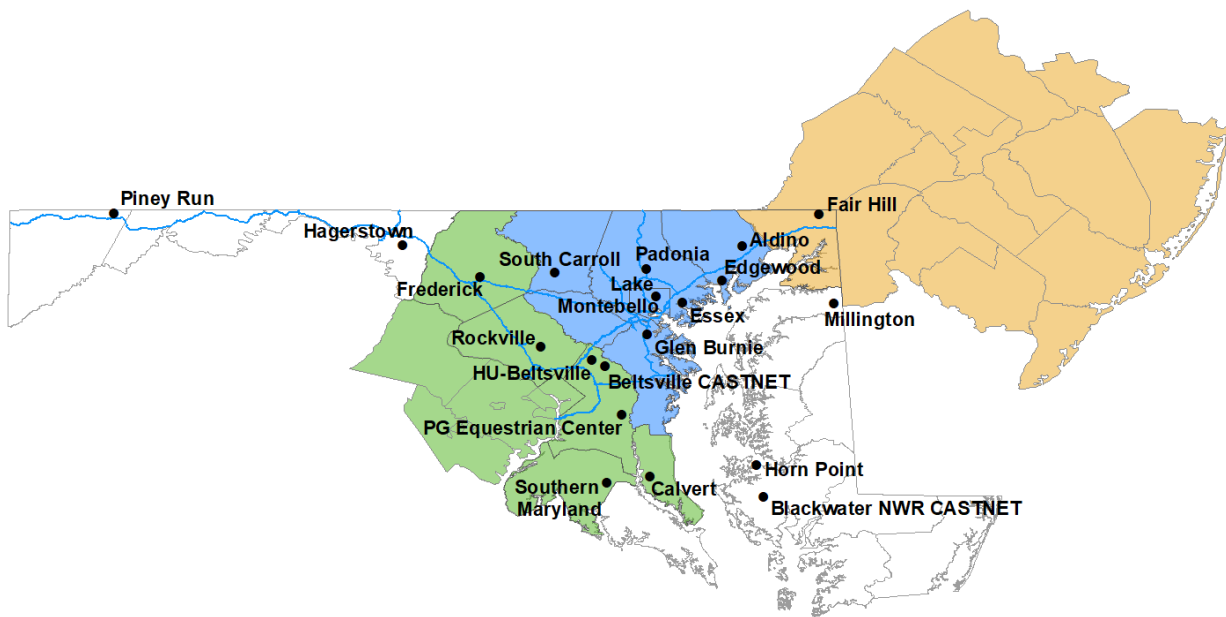 Piney Run
Hagerstown
Fair Hill
Aldino
Padonia
South Carroll
Edgewood
Frederick
Lake
Montebello
Essex
Millington
Rockville
Glen Burnie
HU-Beltsville
Beltsville CASTNET
PG Equestrian Center
Horn Point
Southern
Maryland
Calvert
Blackwater NWR CASTNET